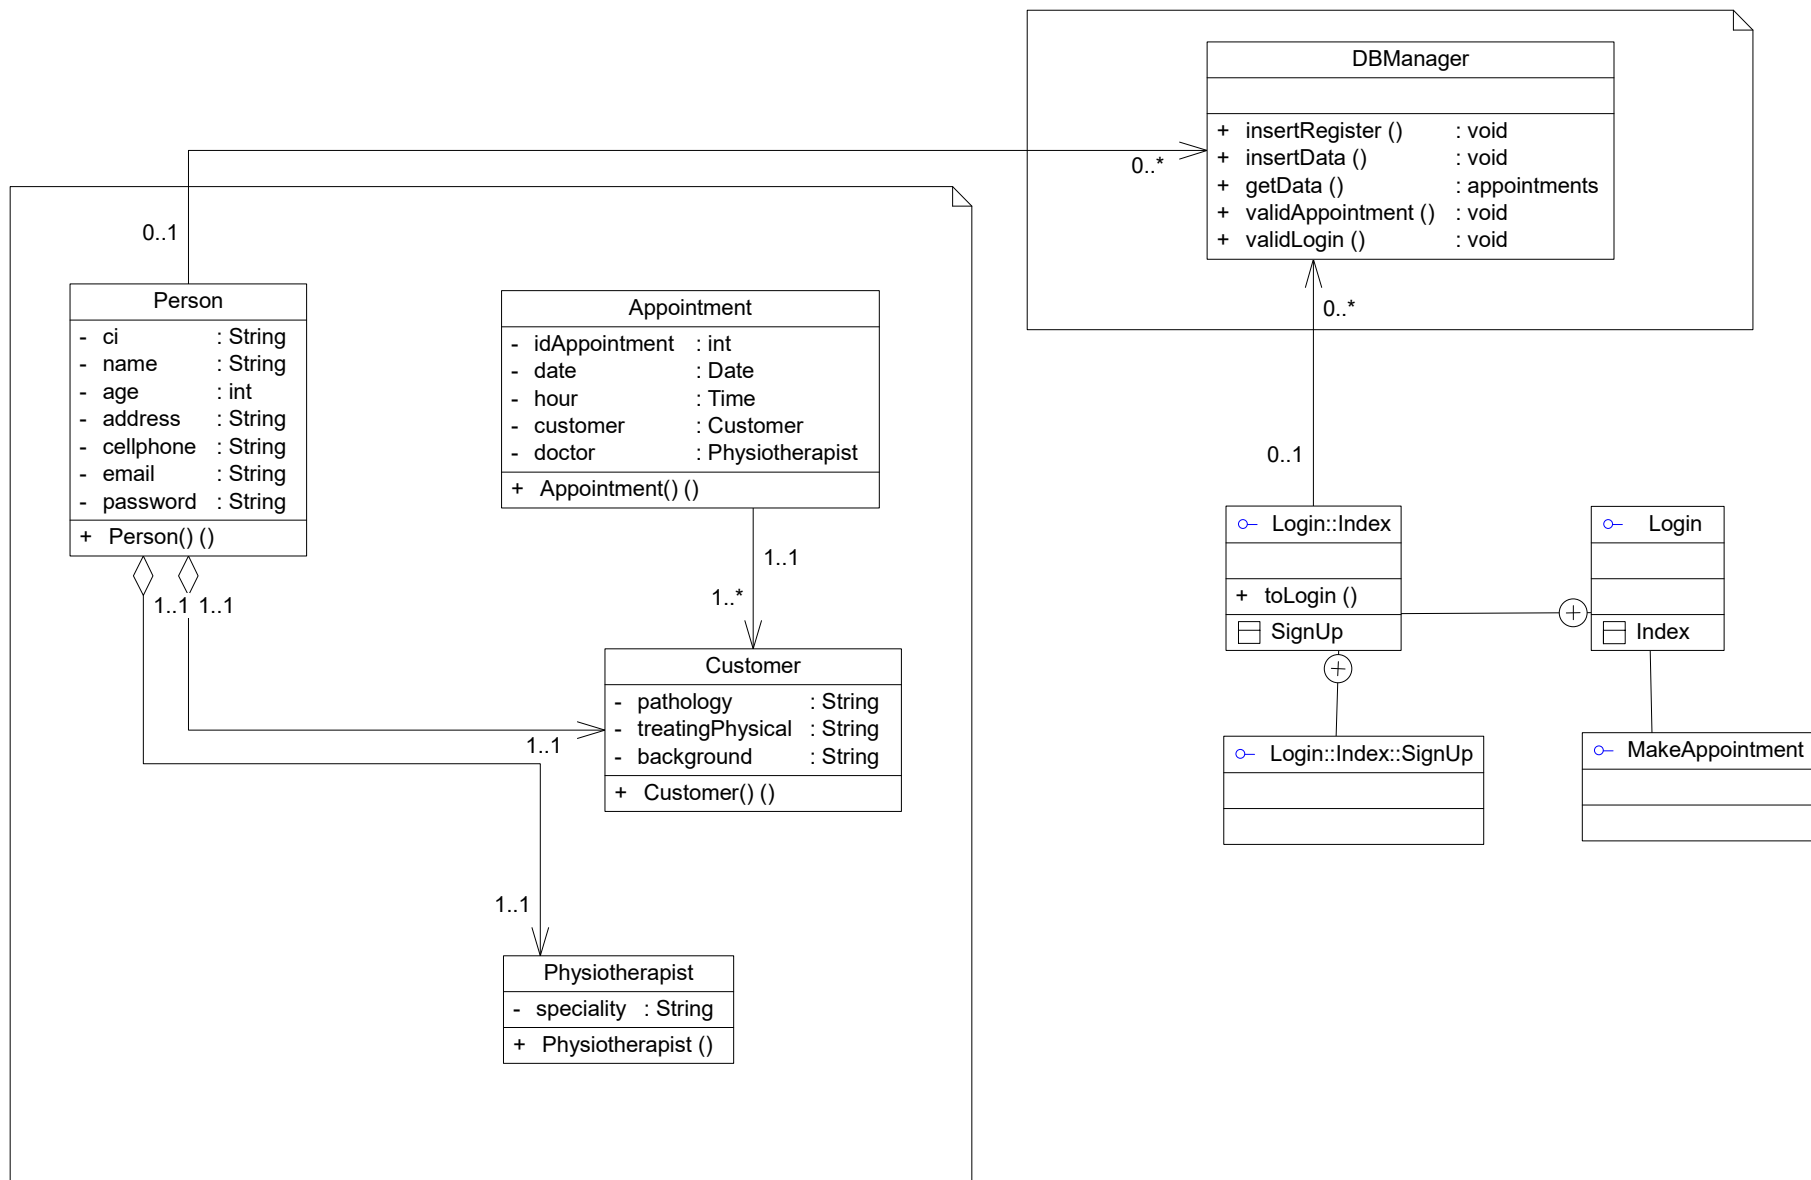 DBManager
+ insertRegister () : void
+ insertData () : void
+ getData () : appointments
+ validAppointment () : void
+ validLogin () : void
0..*
0..1
0..*
0..1
Person
- ci : String
- name : String
- age : int
- address : String
- cellphone : String
- email : String
- password : String
+ Person() ()
1..1 1..1
Appointment
- idAppointment : int
- date : Date
- hour : Time
- customer : Customer
- doctor : Physiotherapist
+ Appointment() ()
1..1
1..*
Customer
- pathology : String
- treatingPhysical : String
- background : String
+ Customer() ()
1..1
1..1
Physiotherapist
- speciality : String
+ Physiotherapist ()
Login::Index
+ toLogin ()
SignUp
Login
Index
Login::Index::SignUp
MakeAppointment